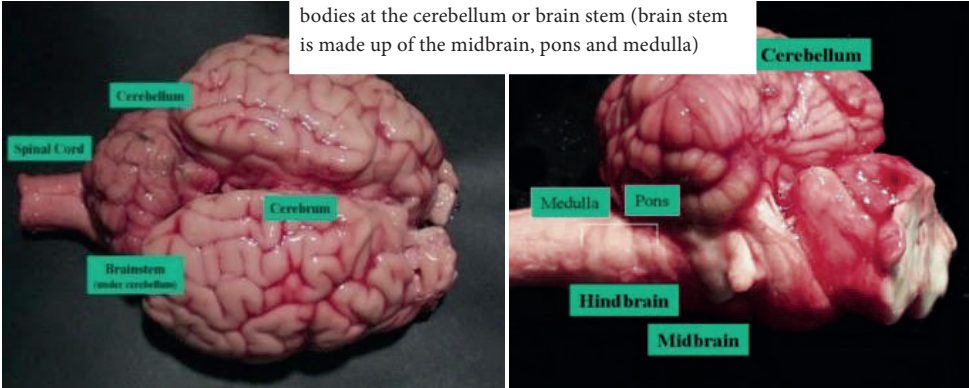 bodies at the cerebellum or brain stem (brain stem
is made up of the midbrain, pons and medulla)
Cerebellum
Spinal Cord
Cerebrum
Brainstem
(under cerebellum)
Cerebellum
Medulla
Pons
Hindbrain
Midbrain